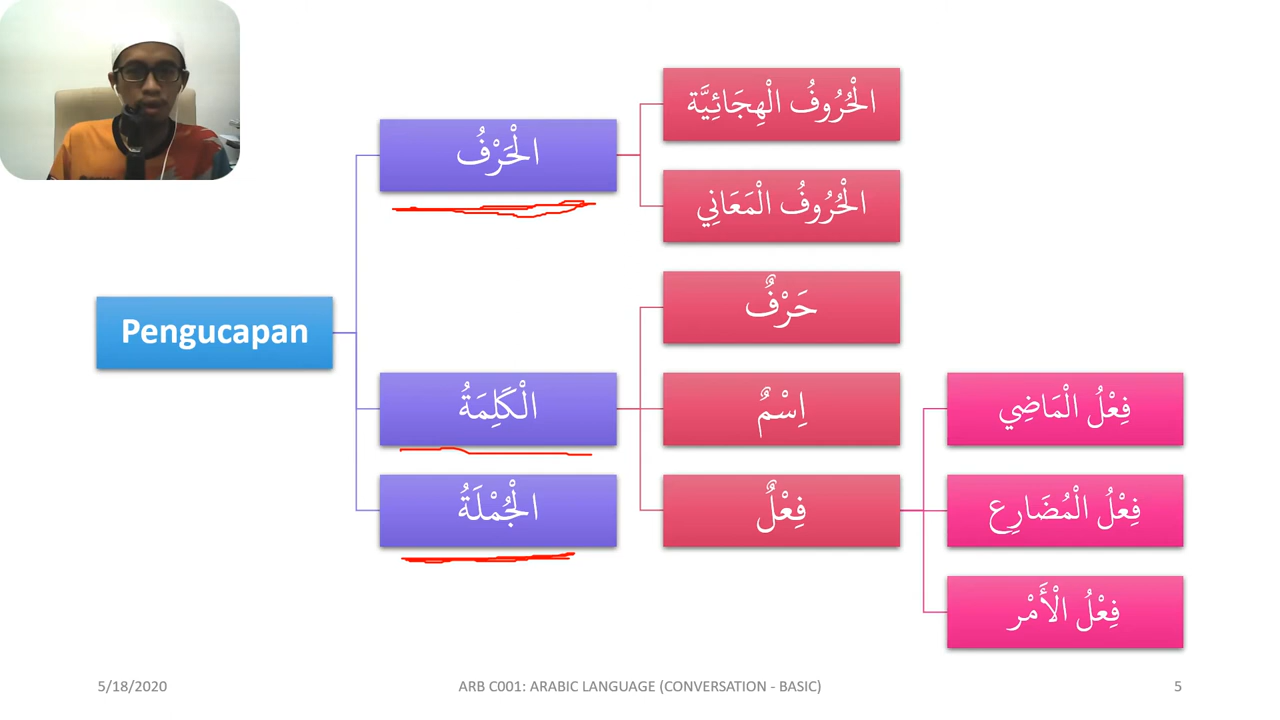 Pengucapan
الْحَرْفُ
الْحُرُوفُ الْهِجَائِيَّة
الْحُرُوفُ الْمَعَانِي
الْكَلِمَةُ
حَرْفٌ
اِسْمٌ
فِعْلٌ
فِعْلُ الْمَاضِي
فِعْلُ الْمُضَارِع
فِعْلُ الْأَمْر
الْجُمْلَةُ
5/18/2020
ARB C001: ARABIC LANGUAGE (CONVERSATION - BASIC)
5